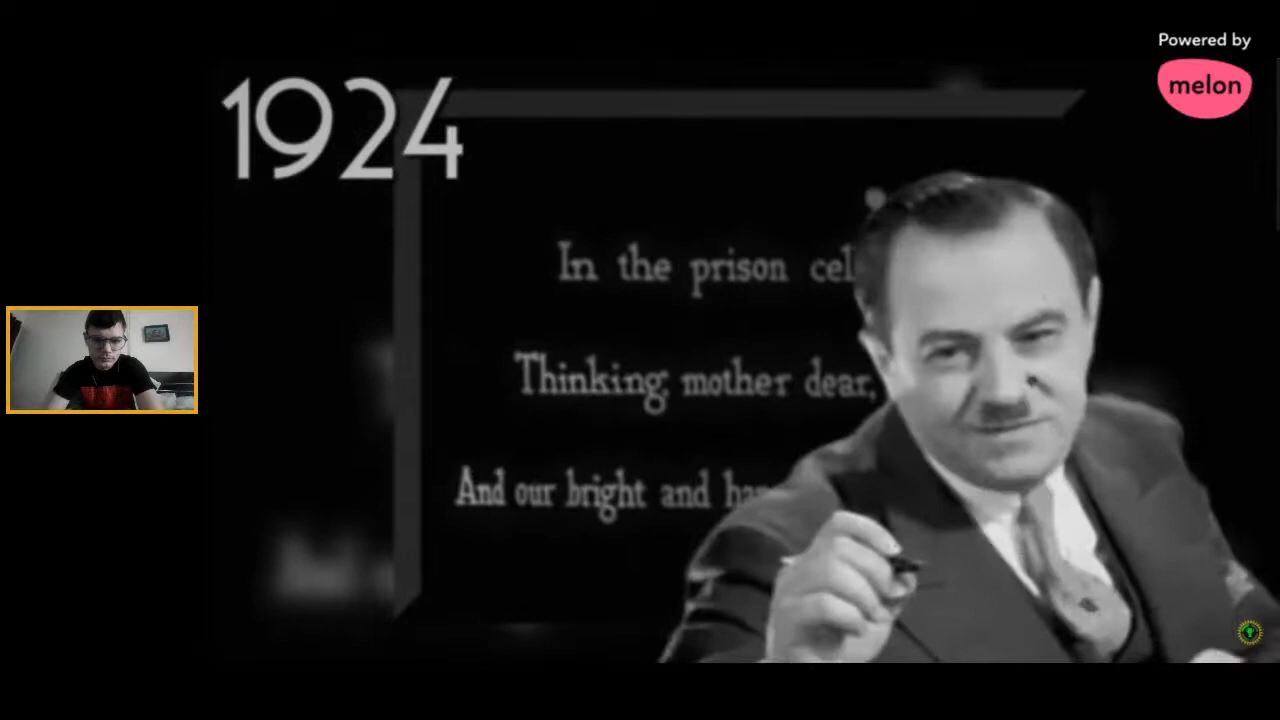 Powered by
melon
1924
In the prison cel
Thinking mother dear,
And our bright and ha